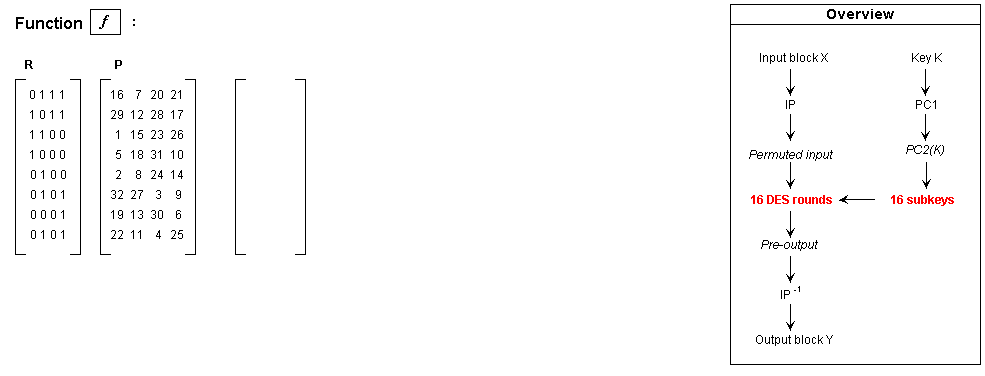 Function f :
R P
0 1 1 1 16 7 20 21
1 0 1 1 29 12 28 17
1 1 0 0 1 15 23 26
1 0 0 0 5 18 31 10
0 1 0 0 2 8 24 14
0 1 0 1 32 27 3 9
0 0 0 1 19 13 30 6
0 1 0 1 22 11 4 25
Overview
Input block X Key K
IP PC1
Permuted input PC2(K)
16 DES rounds 16 subkeys
Pre-output
IP -1
Output block Y